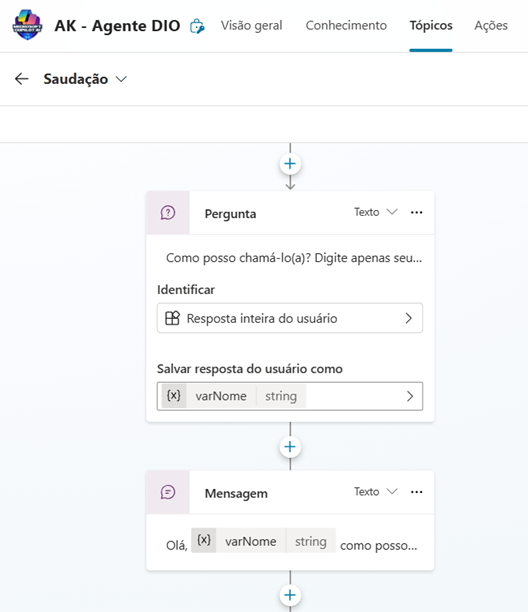 AK - Agente DIO Visão geral Conhecimento Tópicos Ações
Saudação
Pergunta Texto
Como posso chamá-lo(a)? Digite apenas seu...
Identificar
Resposta inteira do usuário
Salvar resposta do usuário como
{x} varNome string
Mensagem Texto
Olá, {x} varNome string como posso...